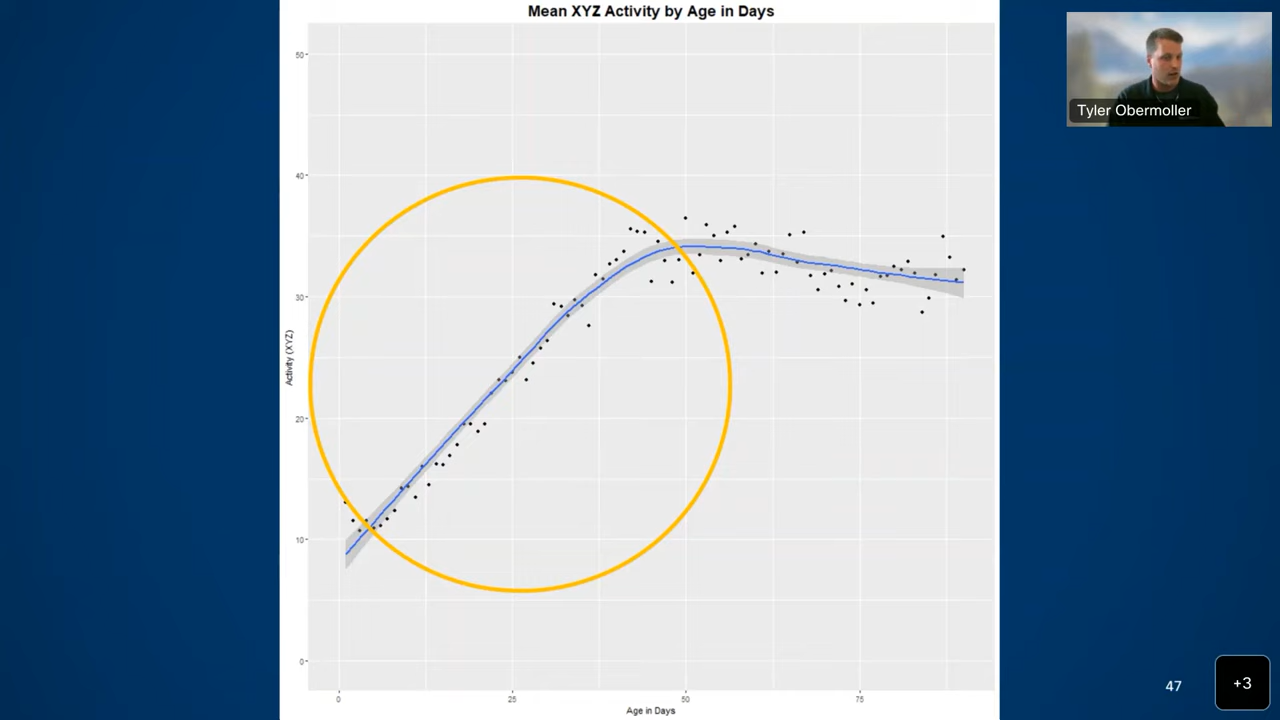 Mean XYZ Activity by Age in Days
Tyler Obermoller
50
40
30
20
10
0
Activity (XYZ)
0 25 50 75
Age in Days
47
+3